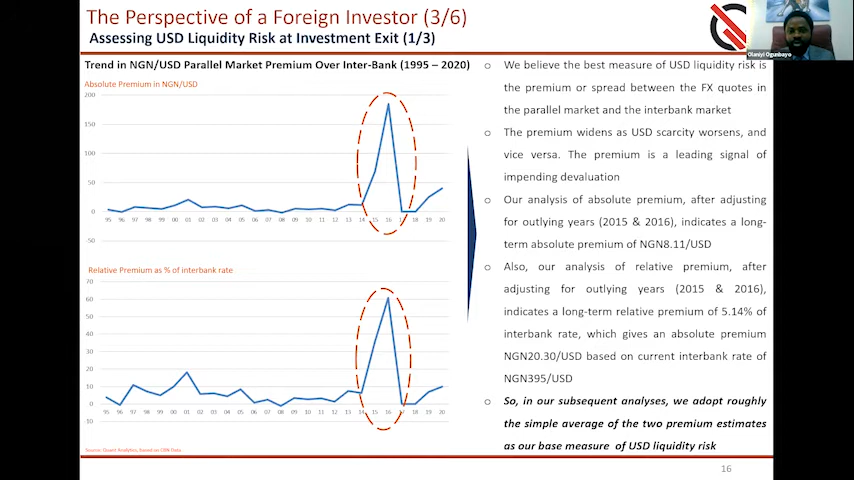 The Perspective of a Foreign Investor (3/6)
Assessing USD Liquidity Risk at Investment Exit (1/3)
Olaniyi Ogunbayo
Trend in NGN/USD Parallel Market Premium Over Inter-Bank (1995 – 2020)
Absolute Premium in NGN/USD
200
150
100
50
0
-50
95 96 97 98 99 00 01 02 03 04 05 06 07 08 09 10 11 12 13 14 15 16 17 18 19 20
Relative Premium as % of interbank rate
70
60
50
40
30
20
10
0
10
95 96 97 98 99 00 01 02 03 04 05 06 07 08 09 10 11 12 13 14 15 16 17 18 19 20
Source: Quant Analytics, based on CBN Data
o We believe the best measure of USD liquidity risk is
the premium or spread between the FX quotes in
the parallel market and the interbank market
o The premium widens as USD scarcity worsens, and
vice versa. The premium is a leading signal of
impending devaluation
o Our analysis of absolute premium, after adjusting
for outlying years (2015 & 2016), indicates a long-
term absolute premium of NGN8.11/USD
o Also, our analysis of relative premium, after
adjusting for outlying years (2015 & 2016),
indicates a long-term relative premium of 5.14% of
interbank rate, which gives an absolute premium
NGN20.30/USD based on current interbank rate of
NGN395/USD
o So, in our subsequent analyses, we adopt roughly
the simple average of the two premium estimates
as our base measure of USD liquidity risk
16